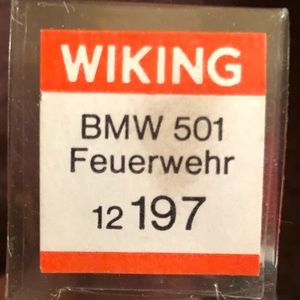 WIKING
BMW 501
Feuerwehr
12 197